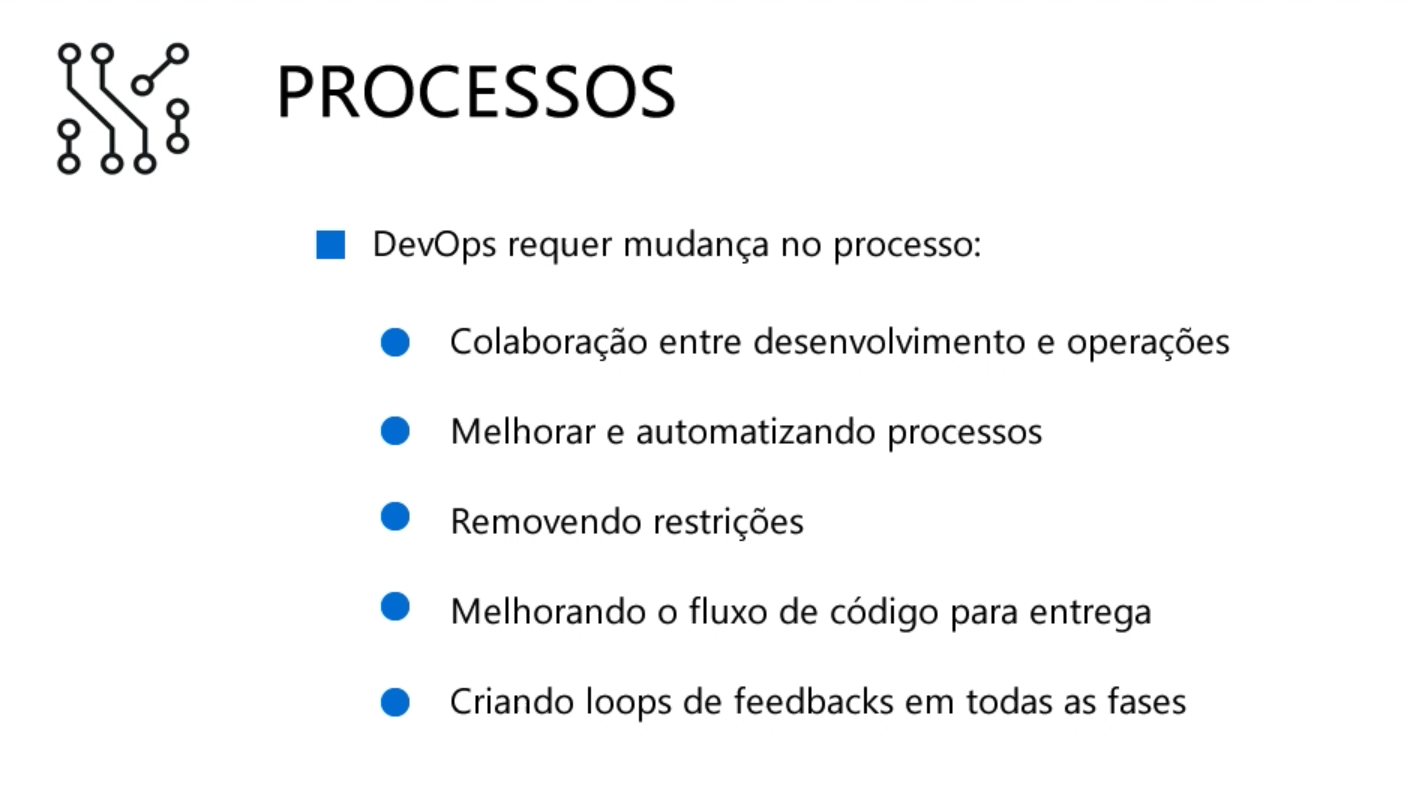 PROCESSOS
DevOps requer mudança no processo:
Colaboração entre desenvolvimento e operações
Melhorar e automatizando processos
Removendo restrições
Melhorando o fluxo de código para entrega
Criando loops de feedbacks em todas as fases